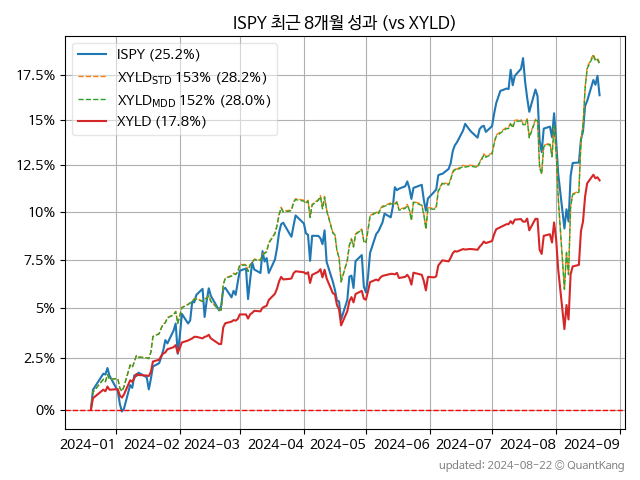 ISPY 최근 8개월 성과 (vs XYLD)
ISPY (25.2%)
XYLD_STD 153% (28.2%)
XYLD_MDD 152% (28.0%)
XYLD (17.8%)
17.5%
15%
12.5%
10%
7.5%
5%
2.5%
0%
2024-01 2024-02 2024-03 2024-04 2024-05 2024-06 2024-07 2024-08 2024-09
updated: 2024-08-22 © QuantKang